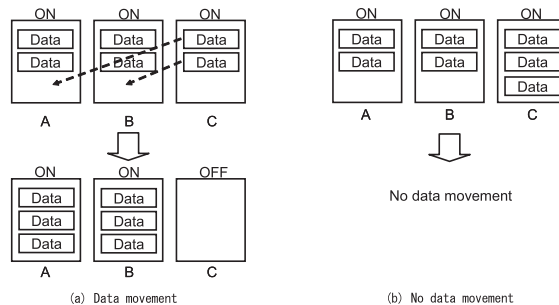 ON ON ON
Data Data Data
Data Data Data
A B C
ON ON OFF
Data Data
Data Data
Data Data
A B C
(a) Data movement
ON ON ON
Data Data Data
Data Data Data
Data
A B C
No data movement
(b) No data movement